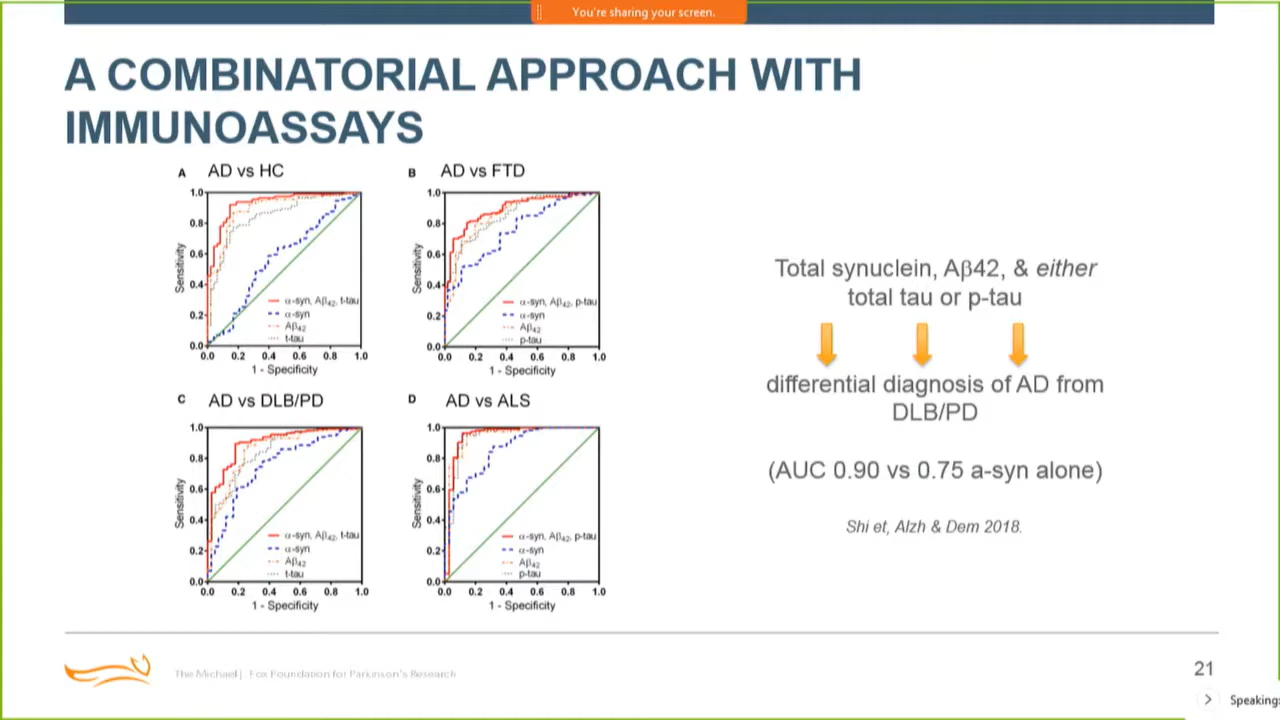 You're sharing your screen.
A COMBINATORIAL APPROACH WITH
IMMUNOASSAYS
A AD vs HC
1.0
0.8
0.6
0.4
0.2
0.0
Sensitivity
α-syn, Aβ42, t-tau
α-syn
Aβ42
t-tau
0.0 0.2 0.4 0.6 0.8 1.0
1 - Specificity
B AD vs FTD
1.0
0.8
0.6
0.4
0.2
0.0
Sensitivity
α-syn, Aβ42, p-tau
α-syn
Aβ42
p-tau
0.0 0.2 0.4 0.6 0.8 1.0
1 - Specificity
C AD vs DLB/PD
1.0
0.8
0.6
0.4
0.2
0.0
Sensitivity
α-syn, Aβ42, t-tau
α-syn
Aβ42
t-tau
0.0 0.2 0.4 0.6 0.8 1.0
1 - Specificity
D AD vs ALS
1.0
0.8
0.6
0.4
0.2
0.0
Sensitivity
α-syn, Aβ42, p-tau
α-syn
Aβ42
p-tau
0.0 0.2 0.4 0.6 0.8 1.0
1 - Specificity
Total synuclein, Aβ42, & either
total tau or p-tau
differential diagnosis of AD from
DLB/PD
(AUC 0.90 vs 0.75 a-syn alone)
Shi et, Alzh & Dem 2018.
The Michael J. Fox Foundation for Parkinson's Research
21
Speaking: